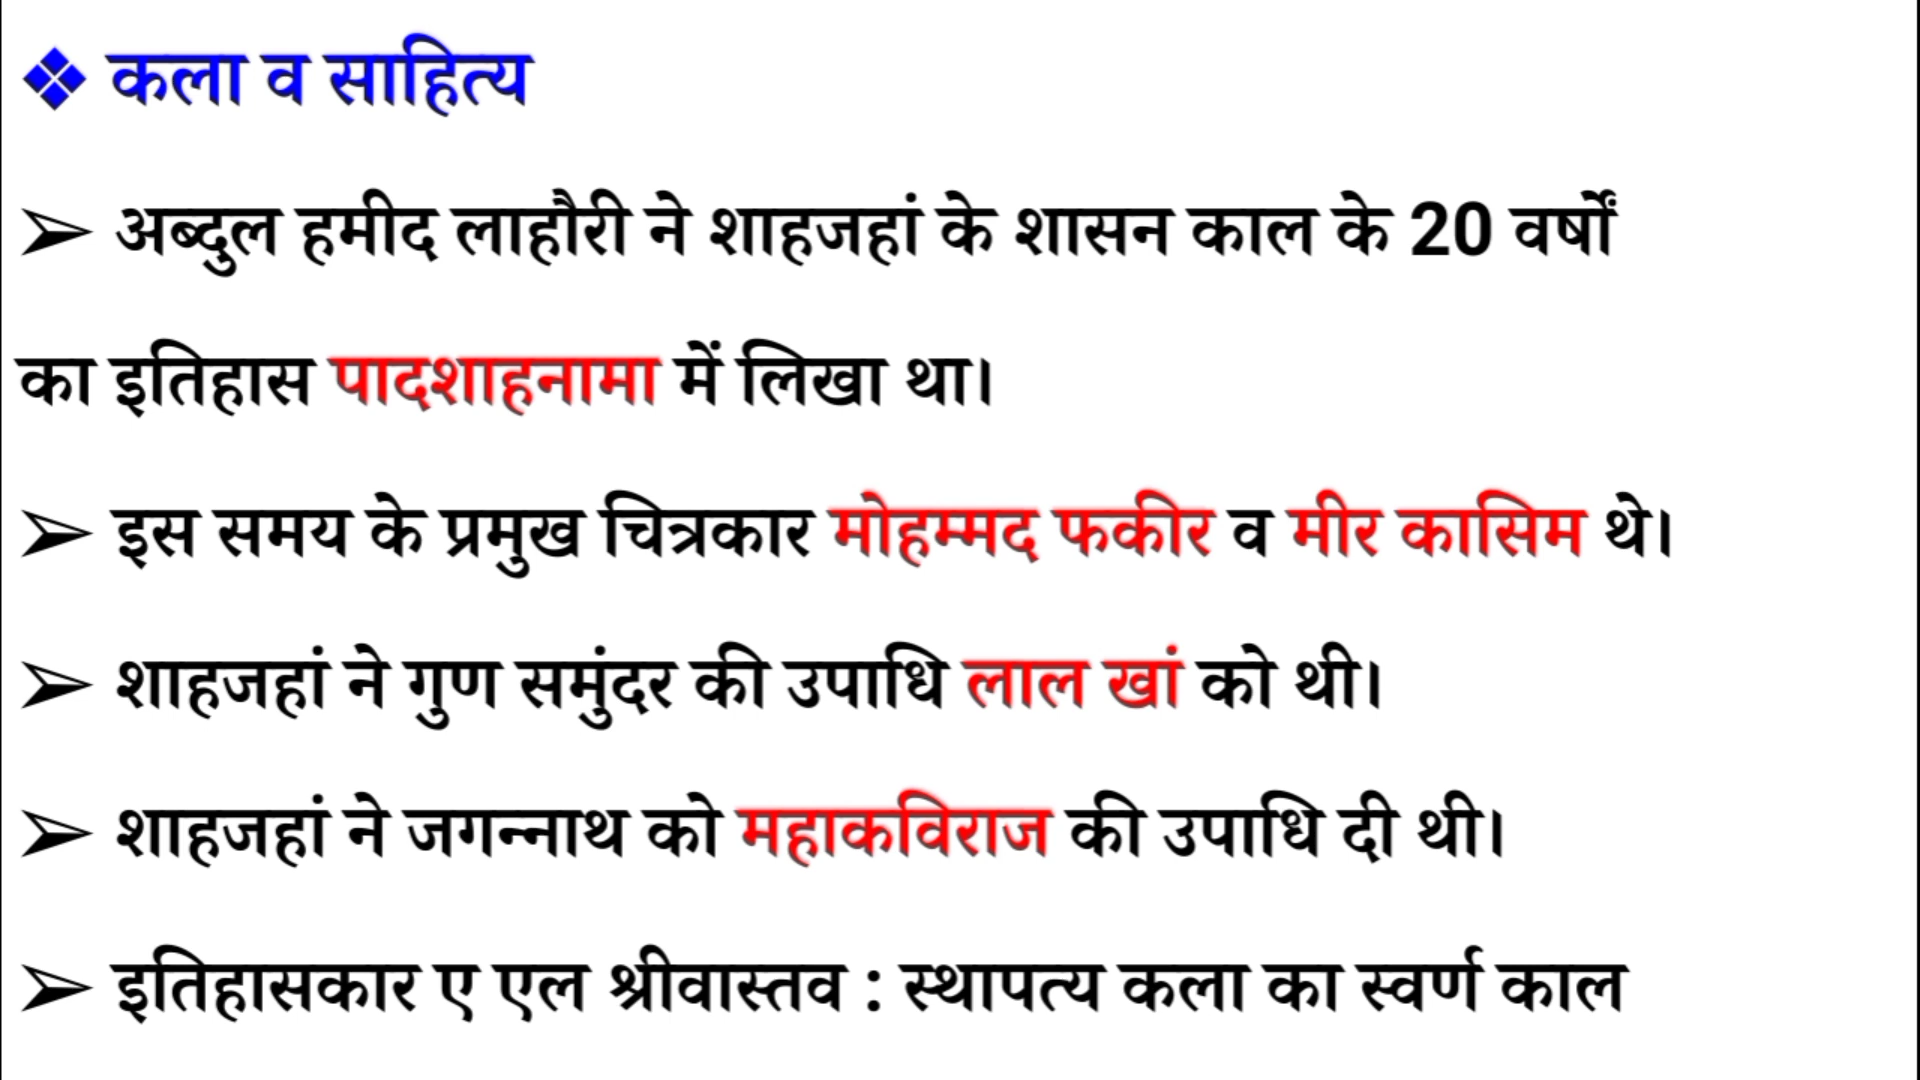 ❖ कला व साहित्य
➢ अब्दुल हमीद लाहौरी ने शाहजहां के शासन काल के 20 वर्षों
का इतिहास पादशाहनामा में लिखा था।
➢ इस समय के प्रमुख चित्रकार मोहम्मद फकीर व मीर कासिम थे।
➢ शाहजहां ने गुण समुंदर की उपाधि लाल खां को थी।
➢ शाहजहां ने जगन्नाथ को महाकविराज की उपाधि दी थी।
➢ इतिहासकार ए एल श्रीवास्तव : स्थापत्य कला का स्वर्ण काल